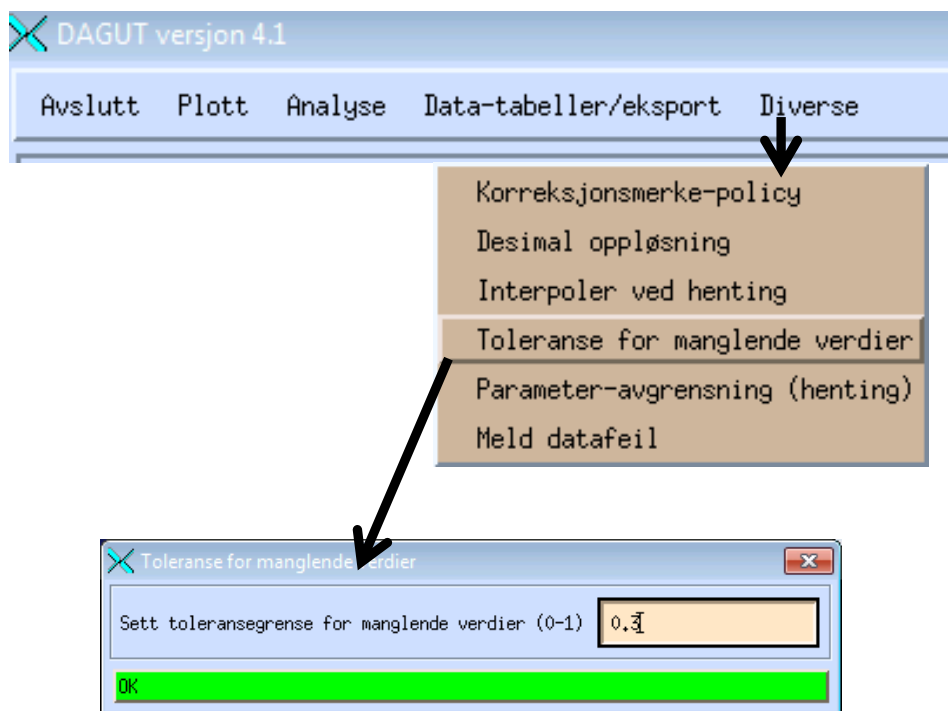 DAGUT versjon 4.1
Avslutt Plott Analyse Data-tabeller/eksport Diverse
Korreksjonsmerke-policy
Desimal oppløsning
Interpoler ved henting
Toleranse for manglende verdier
Parameter-avgrensning (henting)
Meld datafeil
Toleranse for manglende verdier
Sett toleransegrense for manglende verdier (0-1) 0.3
OK